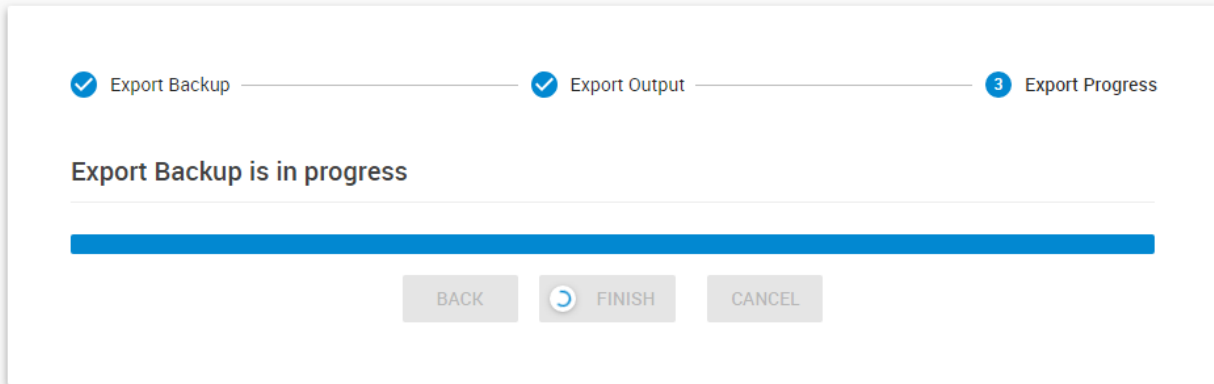 Export Backup Export Output 3 Export Progress
Export Backup is in progress
BACK FINISH CANCEL